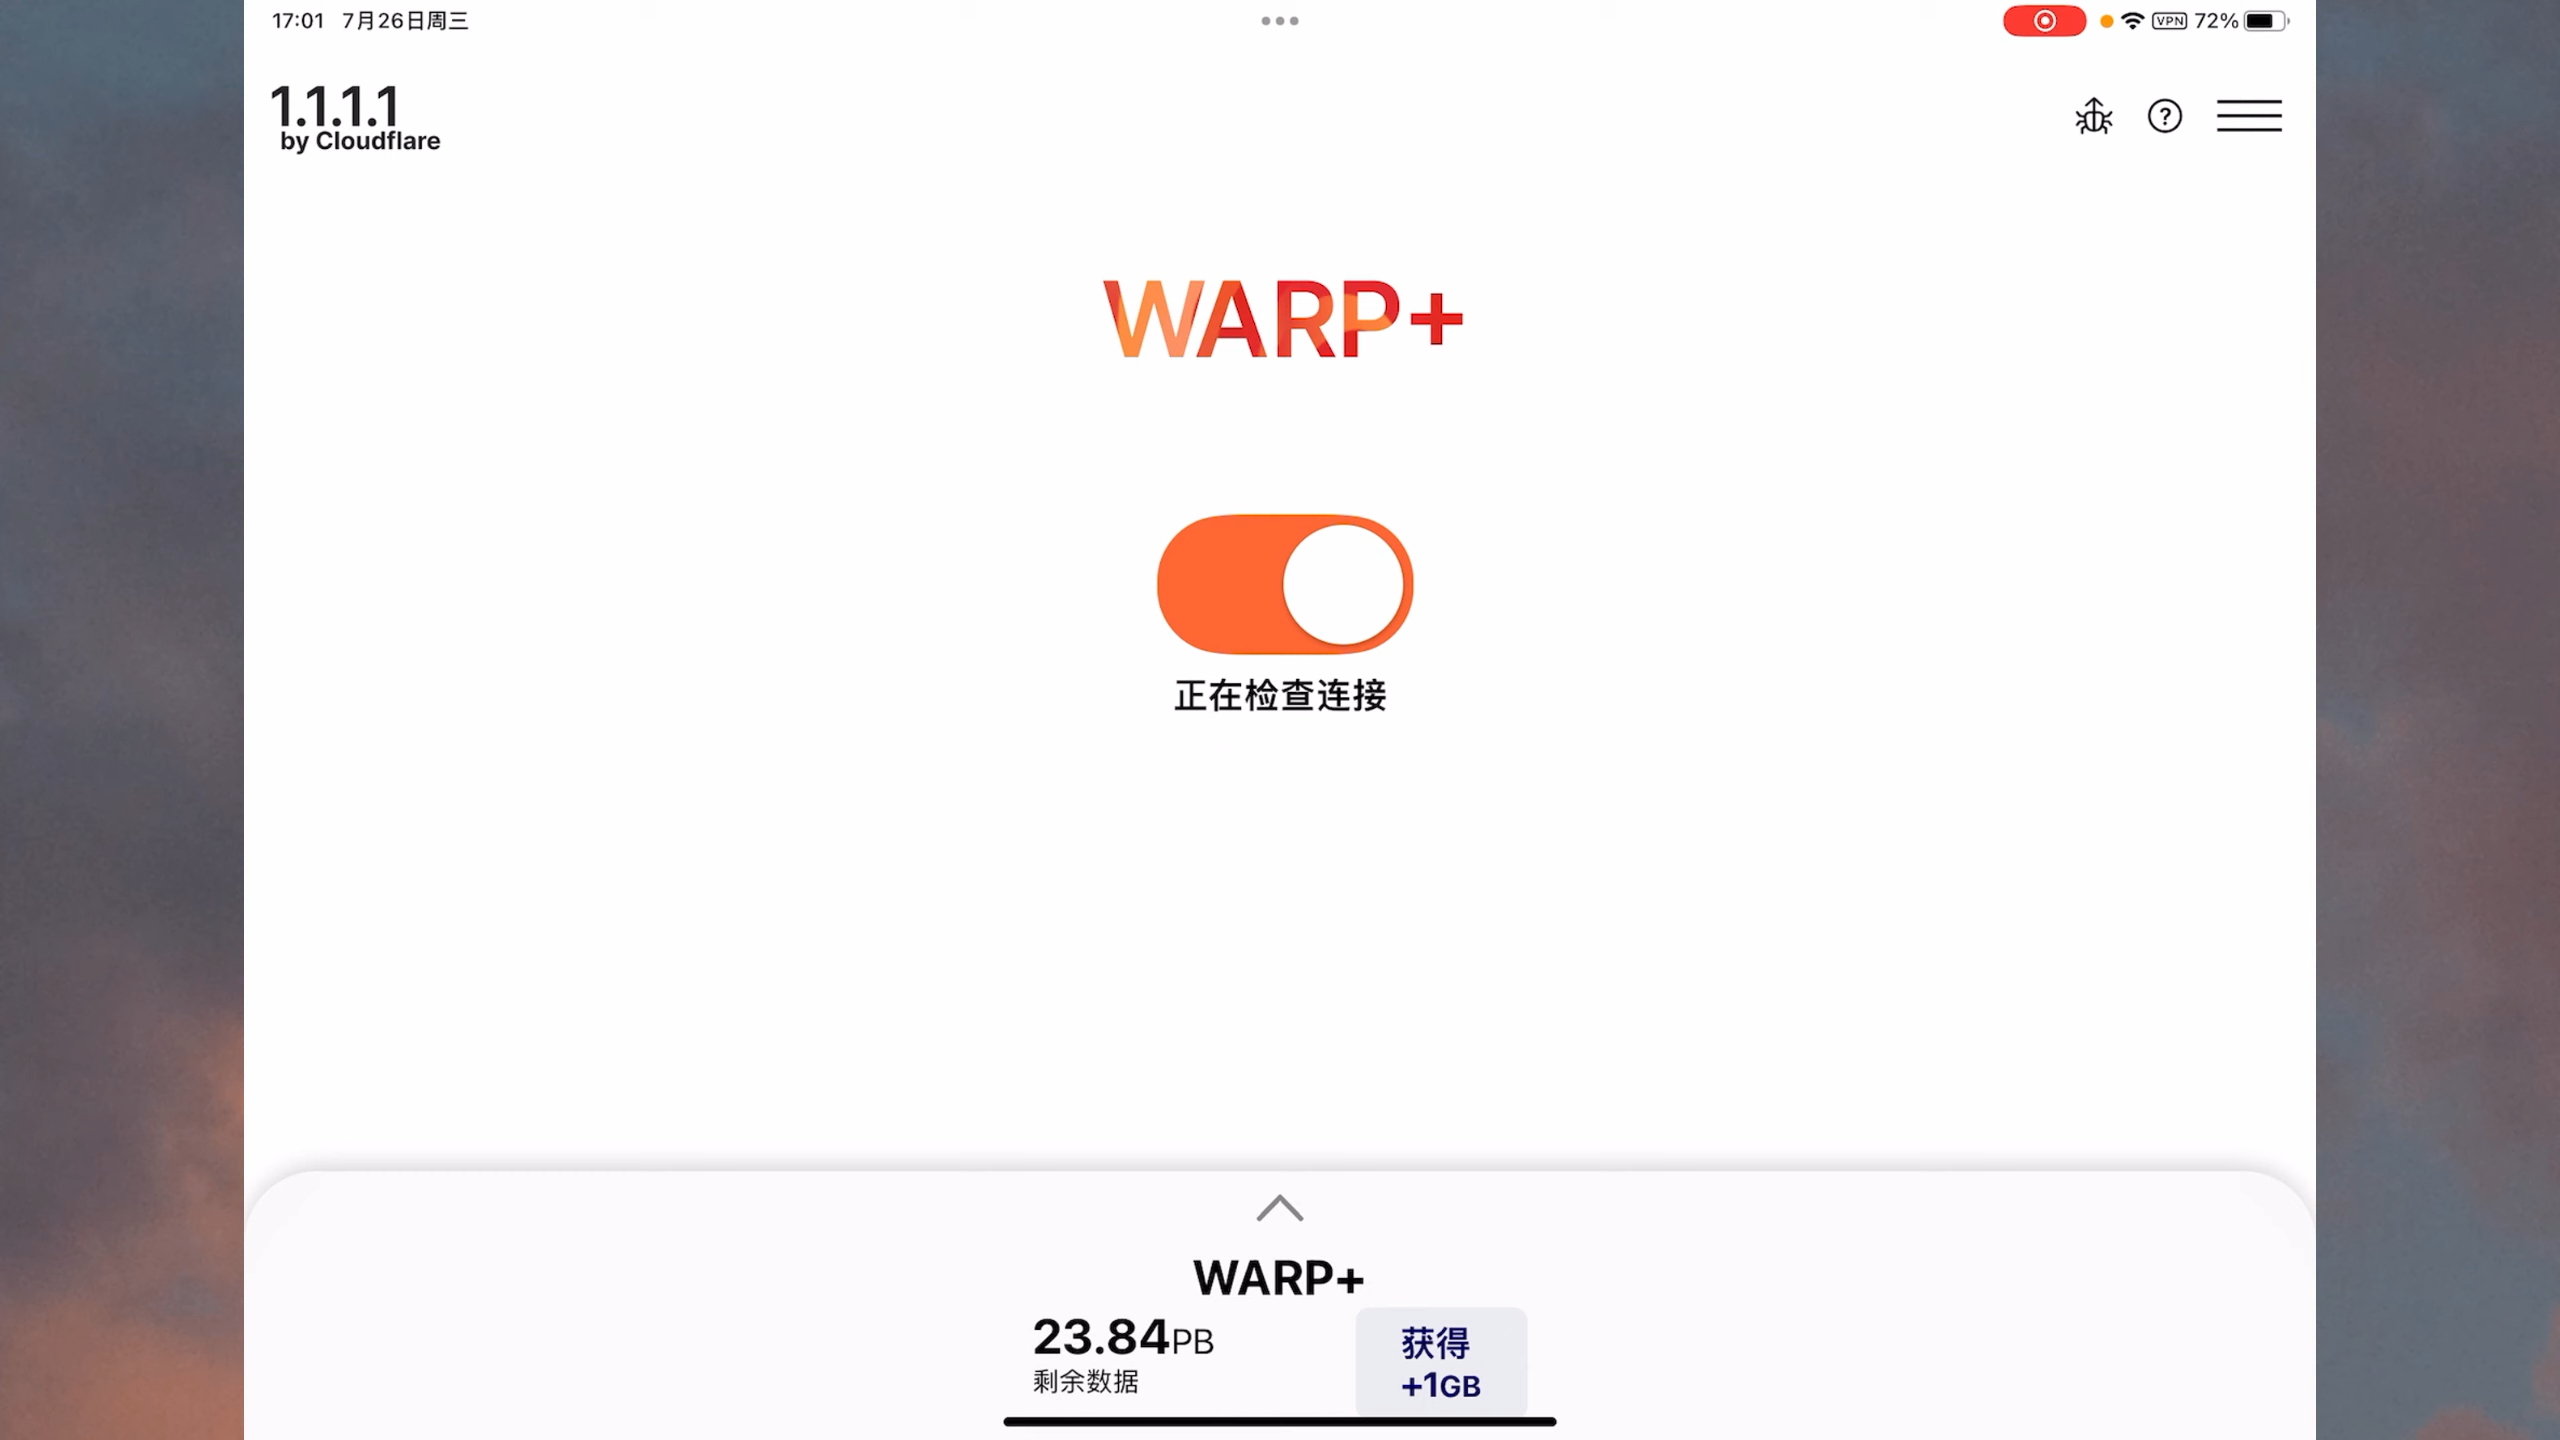 17:01 7月26日周三
VPN 72%
1.1.1.1
by Cloudflare
?
WARP+
正在检查连接
WARP+
23.84PB
剩余数据
获得
+1GB